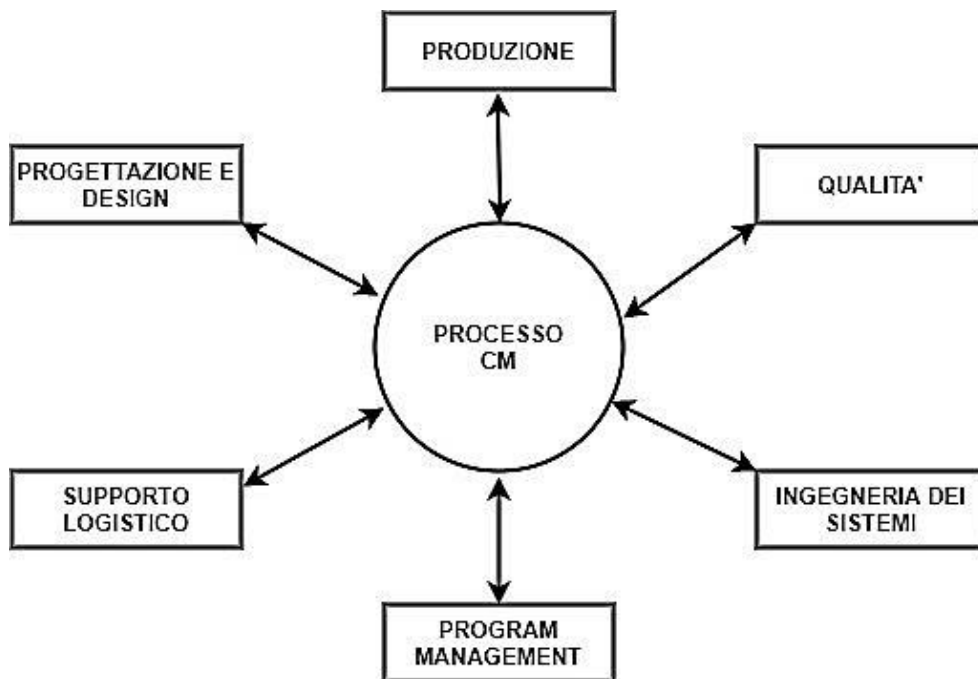 PRODUZIONE
PROGETTAZIONE E
DESIGN
QUALITA'
PROCESSO
CM
SUPPORTO
LOGISTICO
INGEGNERIA DEI
SISTEMI
PROGRAM
MANAGEMENT